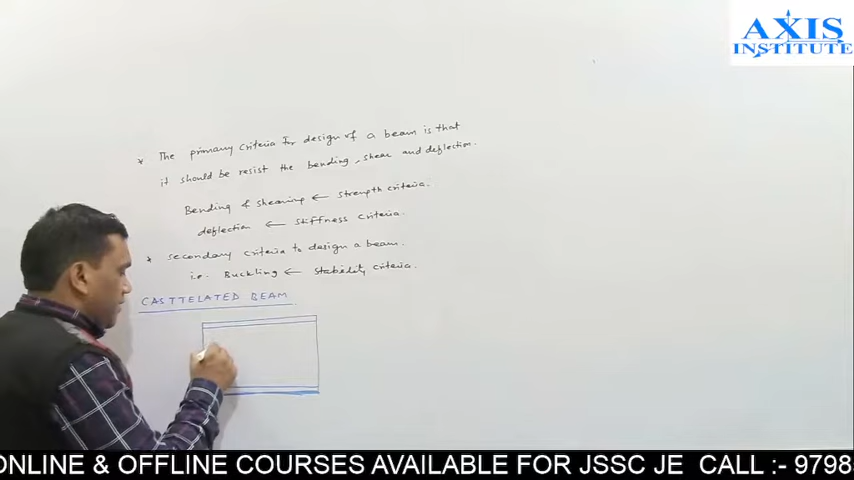 AXIS
INSTITUTE
* The primary criteria for design of a beam is that
it should be resist the bending, shear and deflection.
Bending & shearing ← strength criteria.
deflection ← stiffness criteria.
* secondary criteria to design a beam.
i.e. Buckling ← stability criteria.
CASTTELATED BEAM
ONLINE & OFFLINE COURSES AVAILABLE FOR JSSC JE CALL :- 9798